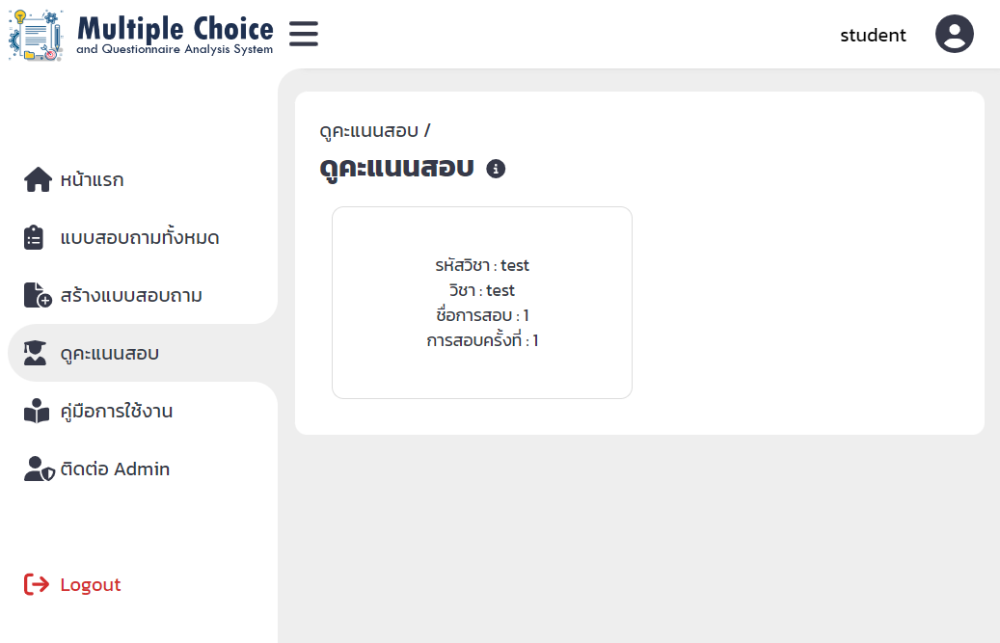 Multiple Choice
and Questionnaire Analysis System
student
หน้าแรก
แบบสอบถามทั้งหมด
สร้างแบบสอบถาม
ดูคะแนนสอบ
คู่มือการใช้งาน
ติดต่อ Admin
Logout
ดูคะแนนสอบ /
ดูคะแนนสอบ
รหัสวิชา : test
วิชา : test
ชื่อการสอบ : 1
การสอบครั้งที่ : 1